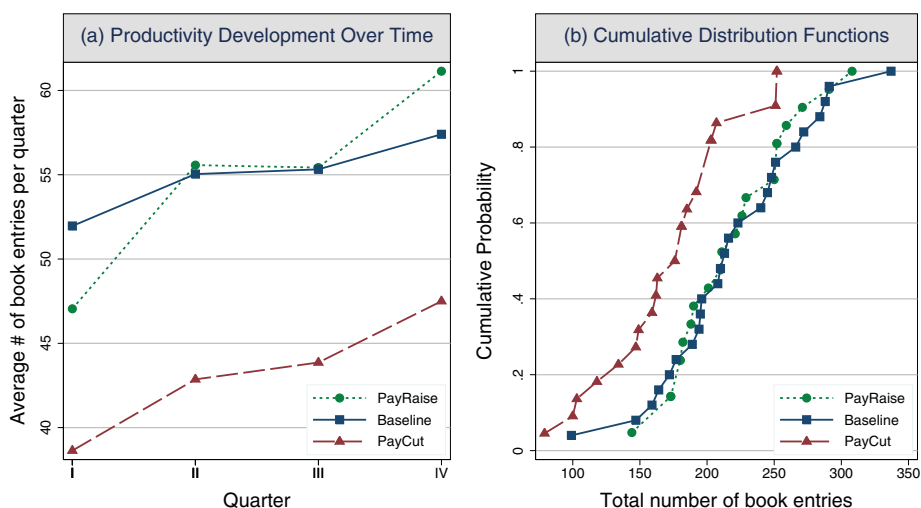 (a) Productivity Development Over Time
Average # of book entries per quarter
60
55
50
45
40
I
II
III
IV
Quarter
PayRaise
Baseline
PayCut
(b) Cumulative Distribution Functions
Cumulative Probability
1
.8
.6
.4
.2
0
100
150
200
250
300
350
Total number of book entries
PayRaise
Baseline
PayCut